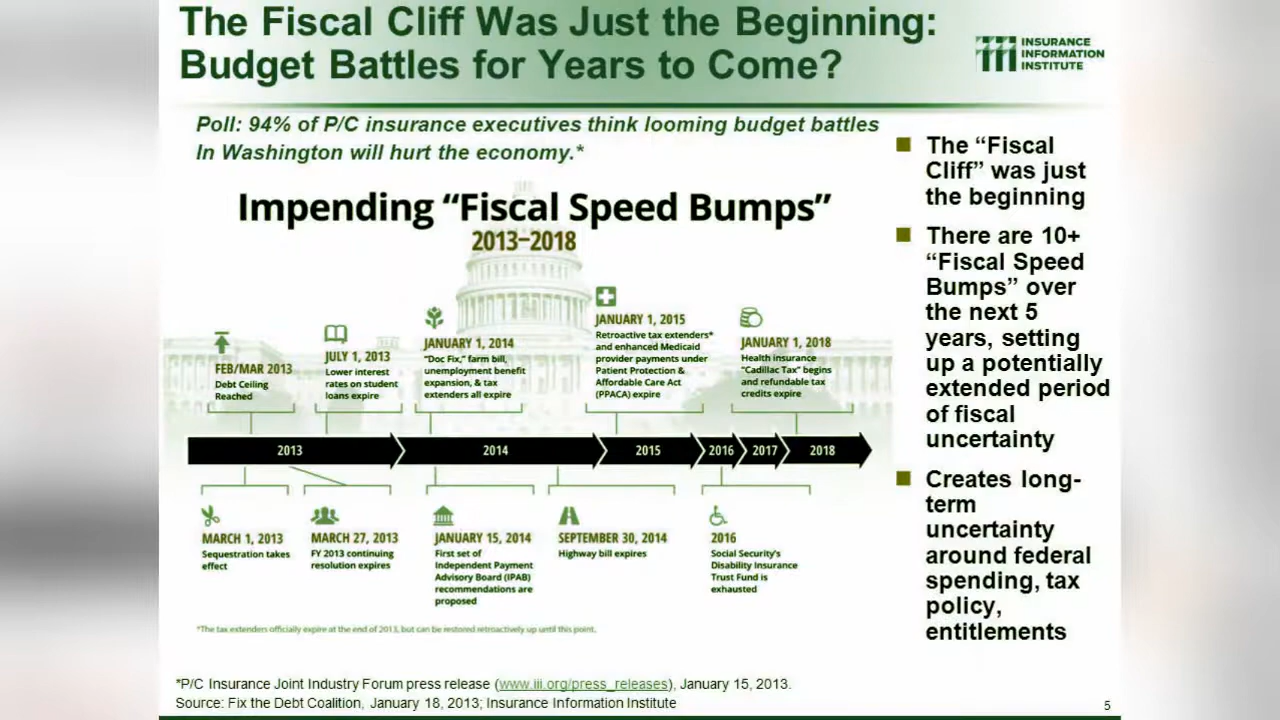 The Fiscal Cliff Was Just the Beginning:
Budget Battles for Years to Come?
INSURANCE
INFORMATION
INSTITUTE
Poll: 94% of P/C insurance executives think looming budget battles
In Washington will hurt the economy.*
Impending “Fiscal Speed Bumps”
2013–2018
FEB/MAR 2013
Debt Ceiling
Reached
JULY 1, 2013
Lower interest
rates on student
loans expire
JANUARY 1, 2014
“Doc Fix,” farm bill,
unemployment benefit
expansion, & tax
extenders all expire
JANUARY 1, 2015
Retroactive tax extenders*
and enhanced Medicaid
provider payments under
Patient Protection &
Affordable Care Act
(PPACA) expire
JANUARY 1, 2018
Health insurance
“Cadillac Tax” begins
and refundable tax
credits expire
2013 2014 2015 2016 2017 2018
MARCH 1, 2013
Sequestration takes
effect
MARCH 27, 2013
FY 2013 continuing
resolution expires
JANUARY 15, 2014
First set of
Independent Payment
Advisory Board (IPAB)
recommendations are
proposed
SEPTEMBER 30, 2014
Highway bill expires
2016
Social Security's
Disability Insurance
Trust Fund is
exhausted
*The tax extenders officially expire at the end of 2013, but can be restored retroactively up until this point.
The “Fiscal
Cliff” was just
the beginning
There are 10+
“Fiscal Speed
Bumps” over
the next 5
years, setting
up a potentially
extended period
of fiscal
uncertainty
Creates long-
term
uncertainty
around federal
spending, tax
policy,
entitlements
*P/C Insurance Joint Industry Forum press release (www.iii.org/press_releases), January 15, 2013.
Source: Fix the Debt Coalition, January 18, 2013; Insurance Information Institute
5